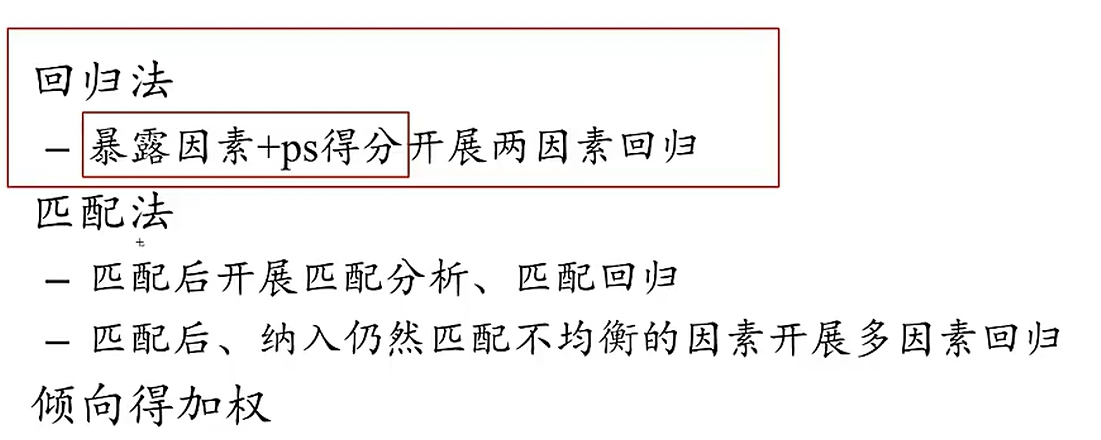 回归法
– 暴露因素+ps得分开展两因素回归
匹配法
– 匹配后开展匹配分析、匹配回归
– 匹配后、纳入仍然匹配不均衡的因素开展多因素回归
倾向得加权